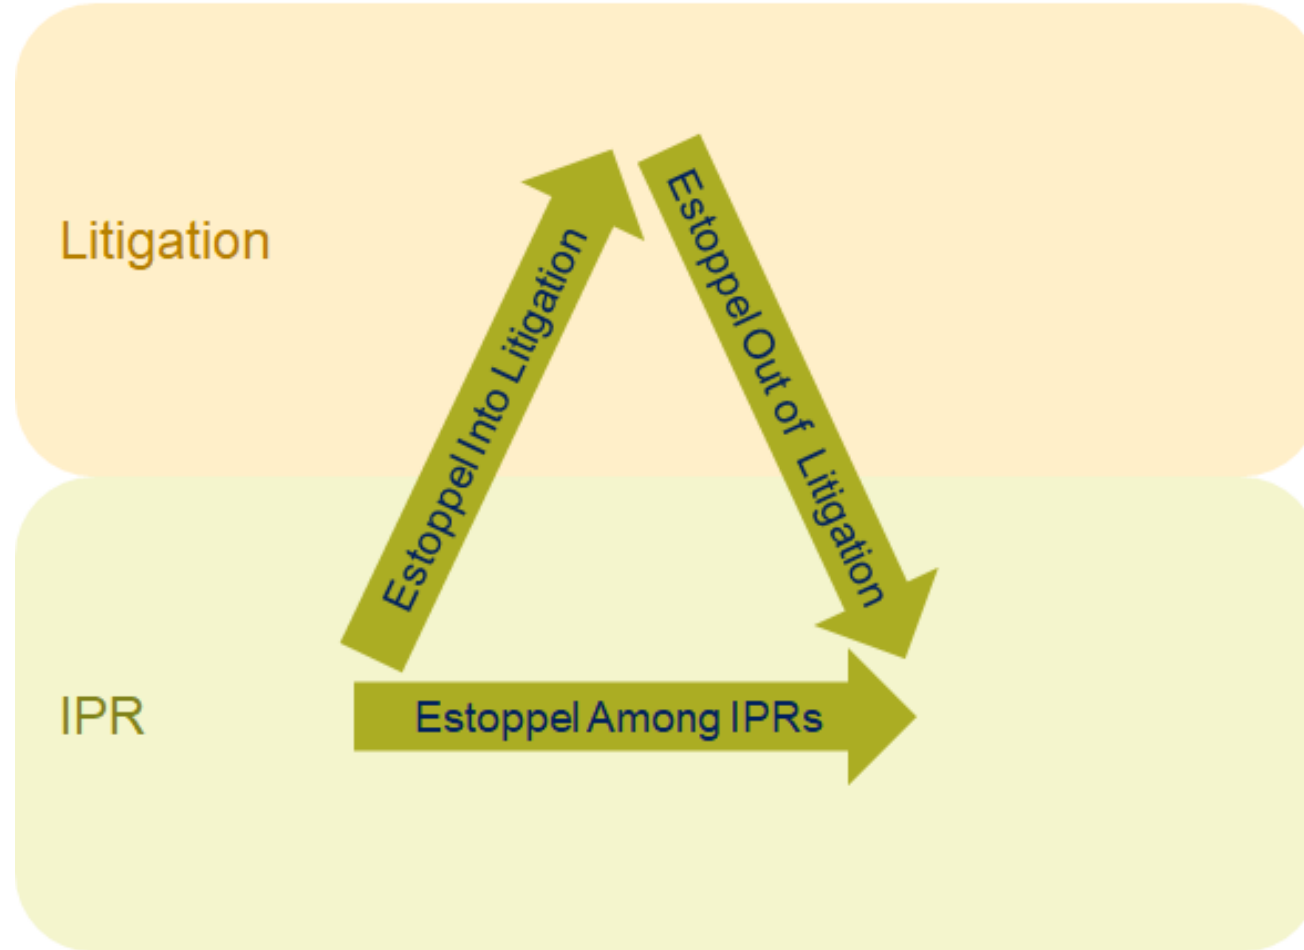 Litigation
Estoppel Into Litigation
Estoppel Out of Litigation
IPR
Estoppel Among IPRs